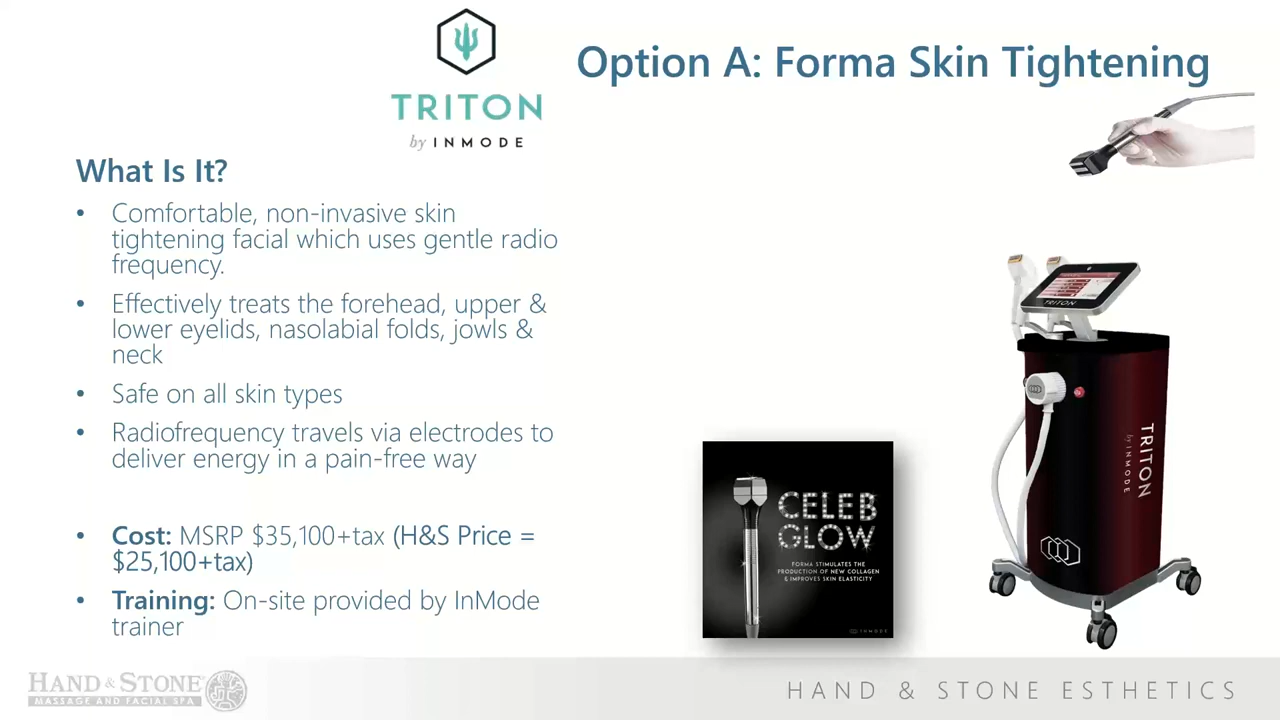 TRITON
by INMODE
Option A: Forma Skin Tightening
What Is It?
• Comfortable, non-invasive skin
tightening facial which uses gentle radio
frequency.
• Effectively treats the forehead, upper &
lower eyelids, nasolabial folds, jowls &
neck
• Safe on all skin types
• Radiofrequency travels via electrodes to
deliver energy in a pain-free way
• Cost: MSRP $35,100+tax (H&S Price =
$25,100+tax)
• Training: On-site provided by InMode
trainer
CELEB
GLOW
FORMA STIMULATES THE
PRODUCTION OF NEW COLLAGEN
& IMPROVES SKIN ELASTICITY
INMODE
TRITON
TRITON
by INMODE
HAND & STONE
MASSAGE AND FACIAL SPA
HAND & STONE ESTHETICS